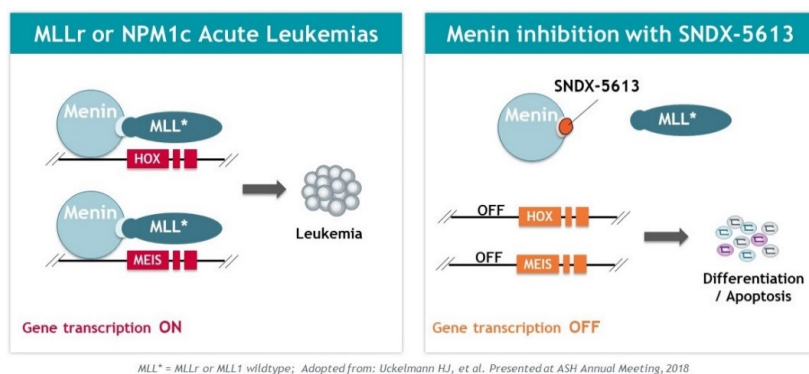 MLLr or NPM1c Acute Leukemias
Menin
MLL*
HOX
Menin
MLL*
MEIS
Leukemia
Gene transcription ON
Menin inhibition with SNDX-5613
SNDX-5613
Menin
MLL*
OFF
HOX
OFF
MEIS
Differentiation
/ Apoptosis
Gene transcription OFF
MLL* = MLLr or MLL1 wildtype; Adopted from: Uckelmann HJ, et al. Presented at ASH Annual Meeting, 2018